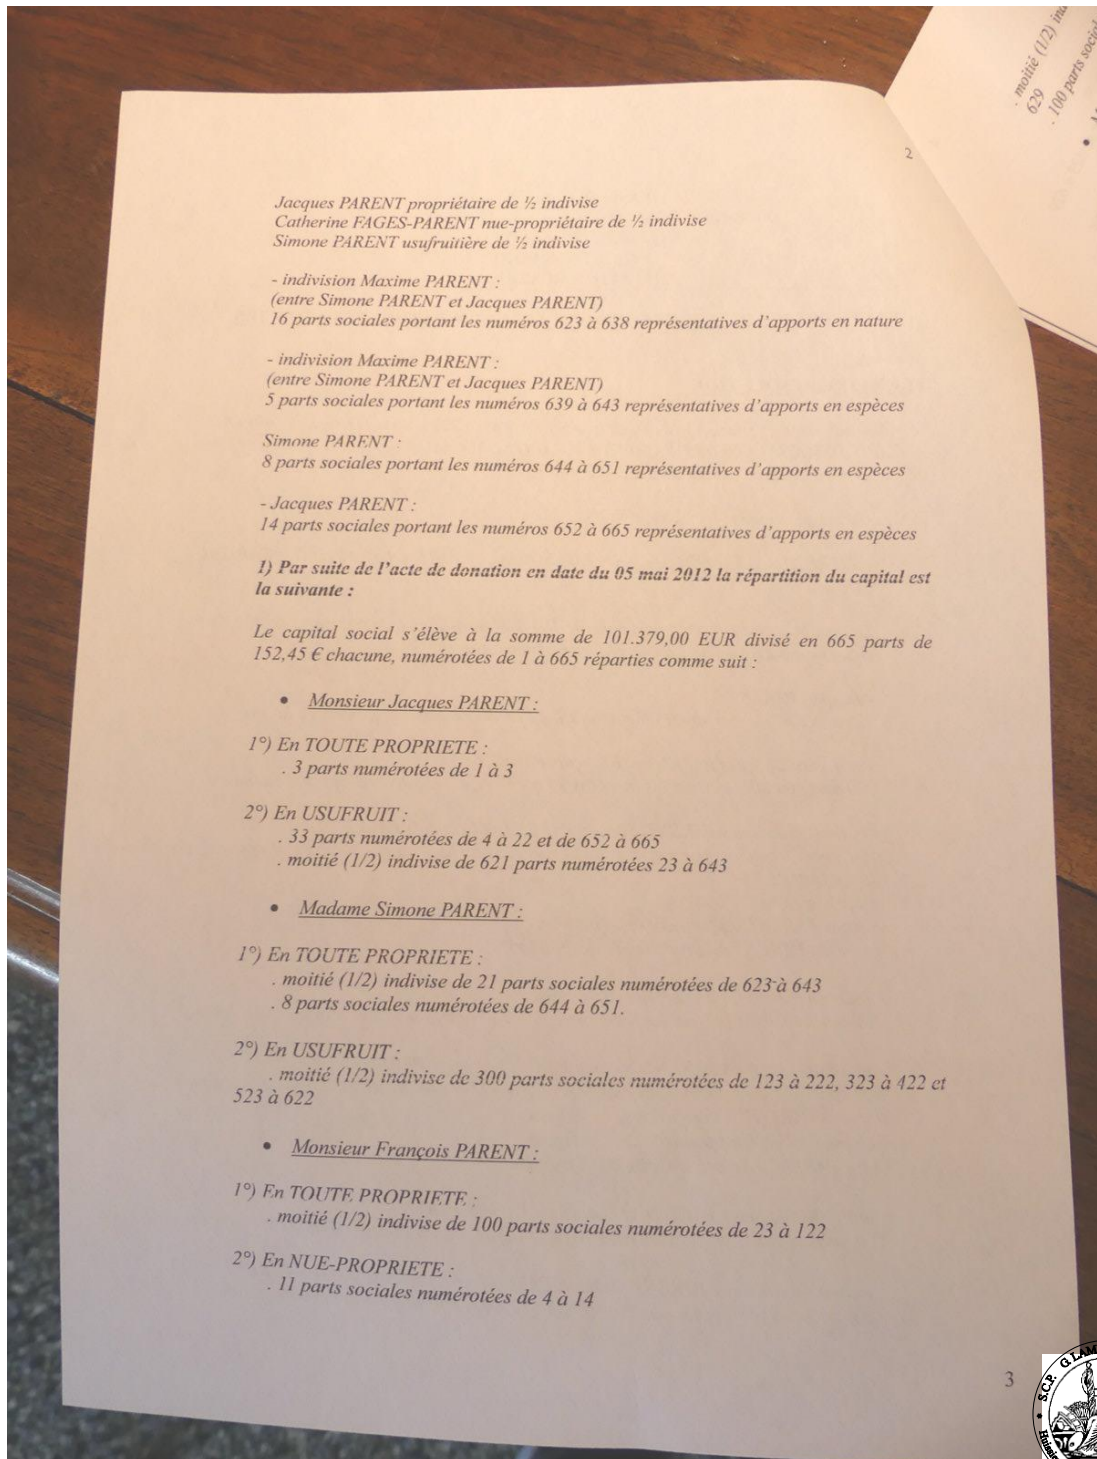 . moitié (1/2) ind
629
. 100 parts social
2
Jacques PARENT propriétaire de ½ indivise
Catherine FAGES-PARENT nue-propriétaire de ½ indivise
Simone PARENT usufruitière de ½ indivise
- indivision Maxime PARENT :
(entre Simone PARENT et Jacques PARENT)
16 parts sociales portant les numéros 623 à 638 représentatives d’apports en nature
- indivision Maxime PARENT :
(entre Simone PARENT et Jacques PARENT)
5 parts sociales portant les numéros 639 à 643 représentatives d’apports en espèces
Simone PARENT :
8 parts sociales portant les numéros 644 à 651 représentatives d’apports en espèces
- Jacques PARENT :
14 parts sociales portant les numéros 652 à 665 représentatives d’apports en espèces
1) Par suite de l’acte de donation en date du 05 mai 2012 la répartition du capital est
la suivante :
Le capital social s’élève à la somme de 101.379,00 EUR divisé en 665 parts de
152,45 € chacune, numérotées de 1 à 665 réparties comme suit :
• Monsieur Jacques PARENT :
1°) En TOUTE PROPRIETE :
. 3 parts numérotées de 1 à 3
2°) En USUFRUIT :
. 33 parts numérotées de 4 à 22 et de 652 à 665
. moitié (1/2) indivise de 621 parts numérotées 23 à 643
• Madame Simone PARENT :
1°) En TOUTE PROPRIETE :
. moitié (1/2) indivise de 21 parts sociales numérotées de 623 à 643
. 8 parts sociales numérotées de 644 à 651.
2°) En USUFRUIT :
. moitié (1/2) indivise de 300 parts sociales numérotées de 123 à 222, 323 à 422 et
523 à 622
• Monsieur François PARENT :
1°) En TOUTE PROPRIETE :
. moitié (1/2) indivise de 100 parts sociales numérotées de 23 à 122
2°) En NUE-PROPRIETE :
. 11 parts sociales numérotées de 4 à 14
3
S.C.P. G LAM
Huissi